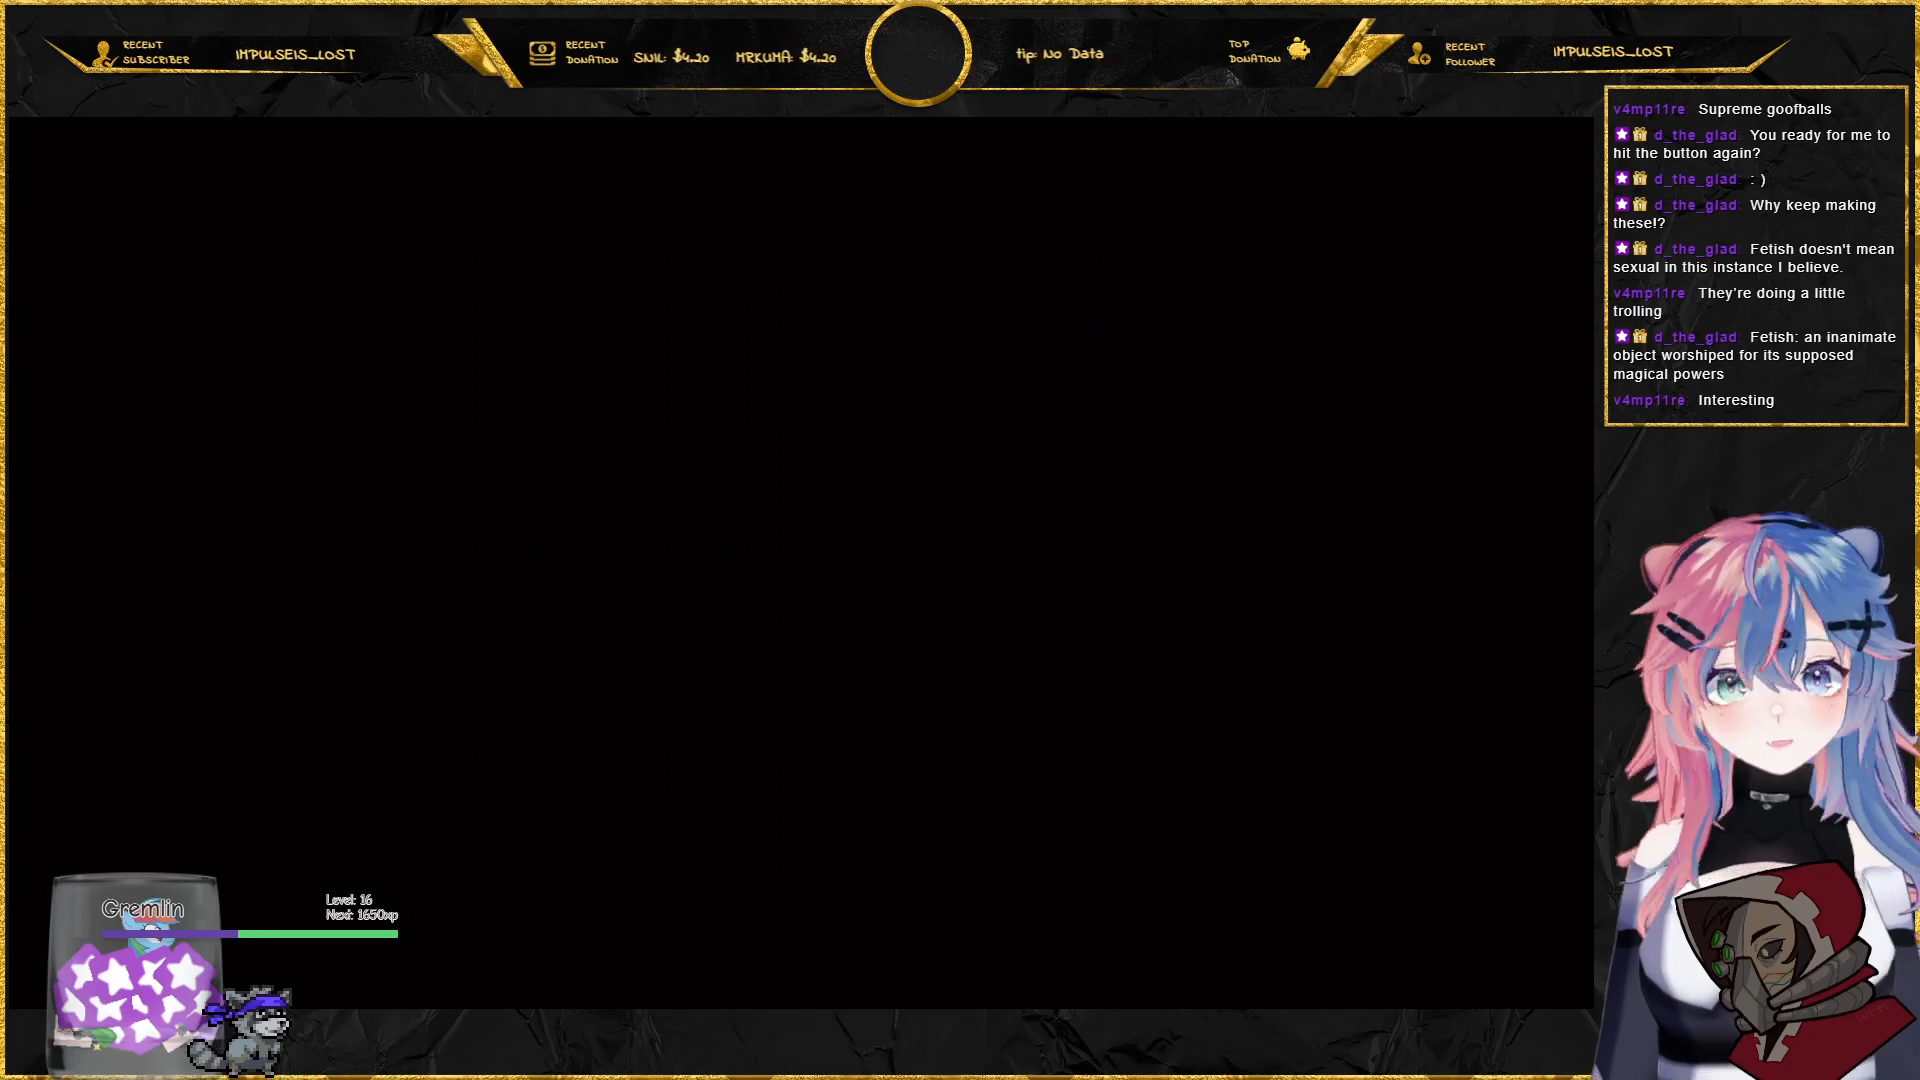 RECENT
SUBSCRIBER
IMPULSEIS_LOST
RECENT
DONATION
SNIL: $4.20
MRKUMA: $4.20
tip: No Data
TOP
DONATION
RECENT
FOLLOWER
IMPULSEIS_LOST
v4mp11re: Supreme goofballs
d_the_glad: You ready for me to
hit the button again?
d_the_glad: : )
d_the_glad: Why keep making
these!?
d_the_glad: Fetish doesn't mean
sexual in this instance I believe.
v4mp11re: They're doing a little
trolling
d_the_glad: Fetish: an inanimate
object worshiped for its supposed
magical powers
v4mp11re: Interesting
Gremlin
Level: 16
Next: 1650xp